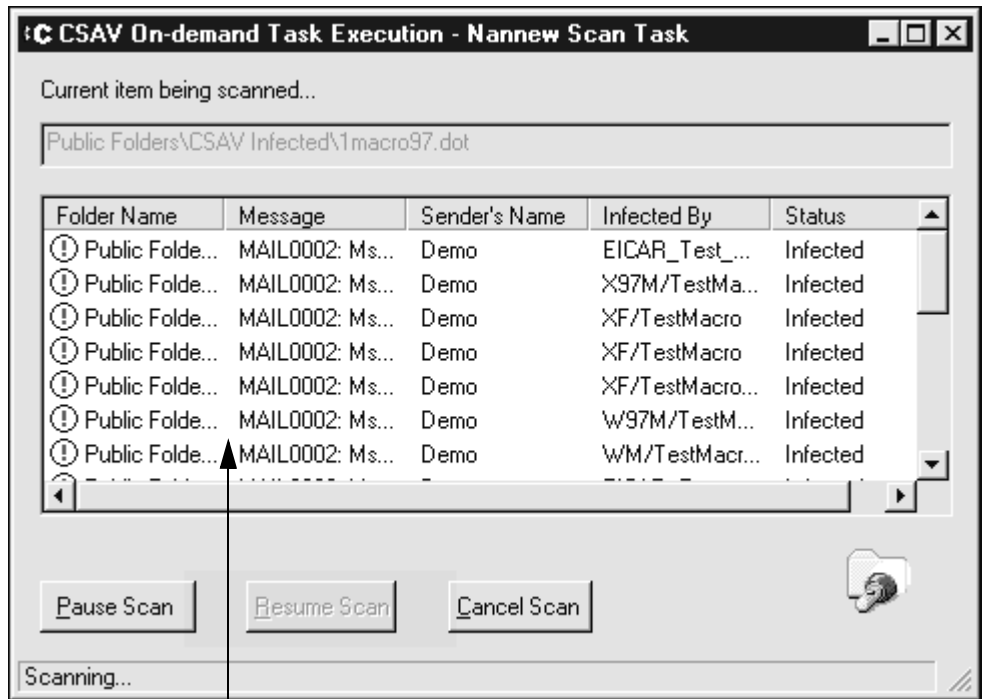 CSAV On-demand Task Execution - Nannew Scan Task
Current item being scanned...
Public Folders\CSAV Infected\1macro97.dot
Folder Name Message Sender's Name Infected By Status
Public Folde... MAIL0002: Ms... Demo EICAR_Test_... Infected
Public Folde... MAIL0002: Ms... Demo X97M/TestMa... Infected
Public Folde... MAIL0002: Ms... Demo XF/TestMacro Infected
Public Folde... MAIL0002: Ms... Demo XF/TestMacro Infected
Public Folde... MAIL0002: Ms... Demo XF/TestMacro... Infected
Public Folde... MAIL0002: Ms... Demo W97M/TestM... Infected
Public Folde... MAIL0002: Ms... Demo WM/TestMacr... Infected
Pause Scan Resume Scan Cancel Scan
Scanning...